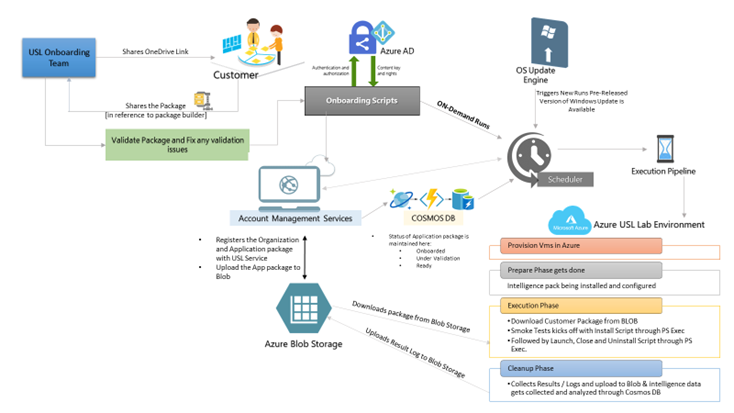 USL Onboarding
Team
Shares OneDrive Link
Customer
Azure AD
Authentication and
authorization
Content key
and rights
OS Update
Engine
Shares the Package
[in reference to package builder]
Onboarding Scripts
ON-Demand Runs
Triggers New Runs Pre-Released
Version of Windows Update is
Available
Validate Package and Fix any validation
issues
Scheduler
Execution Pipeline
Account Management Services
COSMOS DB
Microsoft Azure
Azure USL Lab Environment
• Registers the Organization
and Application package
with USL Service
• Upload the App package to
Blob
• Status of Application package is
maintained here:
• Onboarded
• Under Validation
• Ready
Provision Vms in Azure
Prepare Phase gets done
Intelligence pack being installed and configured
Azure Blob Storage
Downloads package from Blob Storage
Uploads Result Log to Blob Storage
Execution Phase
• Download Customer Package from BLOB
• Smoke Tests kicks off with Install Script through PS Exec
• Followed by Launch, Close and Uninstall Script through PS
Exec.
Cleanup Phase
• Collects Results / Logs and upload to Blob & Intelligence data
gets collected and analyzed through Cosmos DB